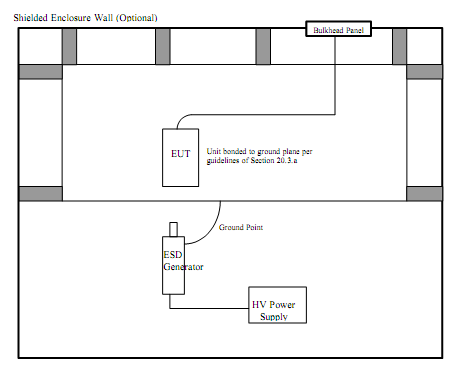 Shielded Enclosure Wall (Optional)
Bulkhead Panel
EUT
Unit bonded to ground plane per
guidelines of Section 20.3.a
Ground Point
ESD
Generator
HV Power
Supply